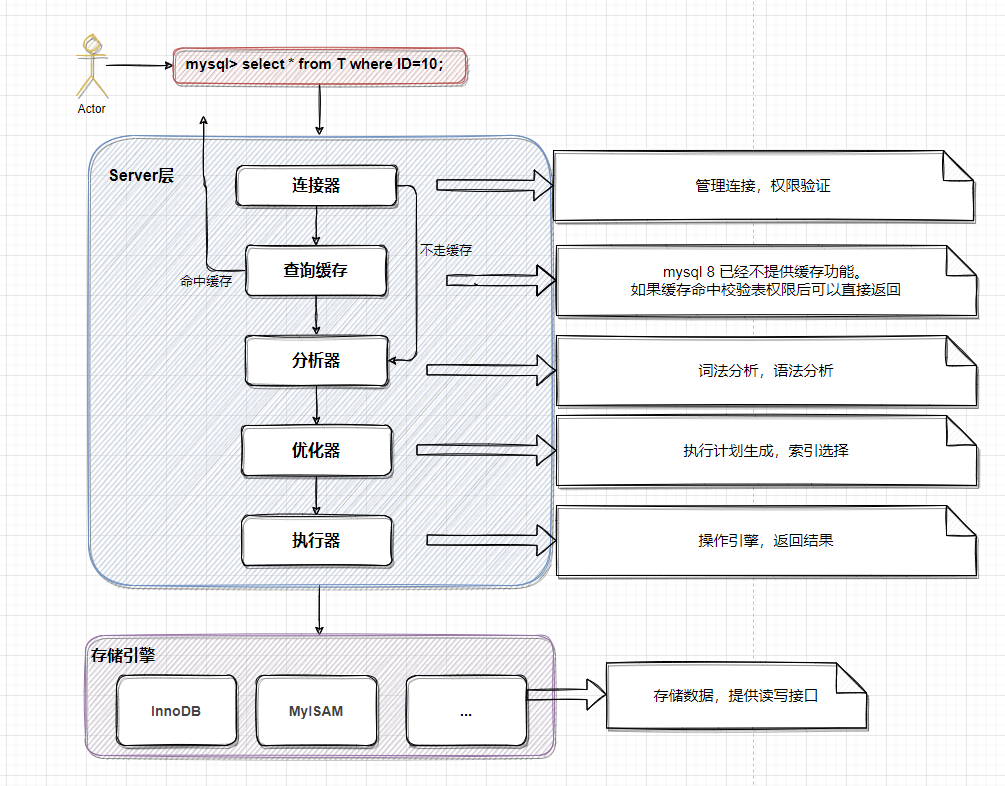 mysql> select * from T where ID=10;
Actor
Server层
连接器
管理连接，权限验证
不走缓存
查询缓存
命中缓存
mysql 8 已经不提供缓存功能。
如果缓存命中校验表权限后可以直接返回
分析器
词法分析，语法分析
优化器
执行计划生成，索引选择
执行器
操作引擎，返回结果
存储引擎
InnoDB
MyISAM
...
存储数据，提供读写接口